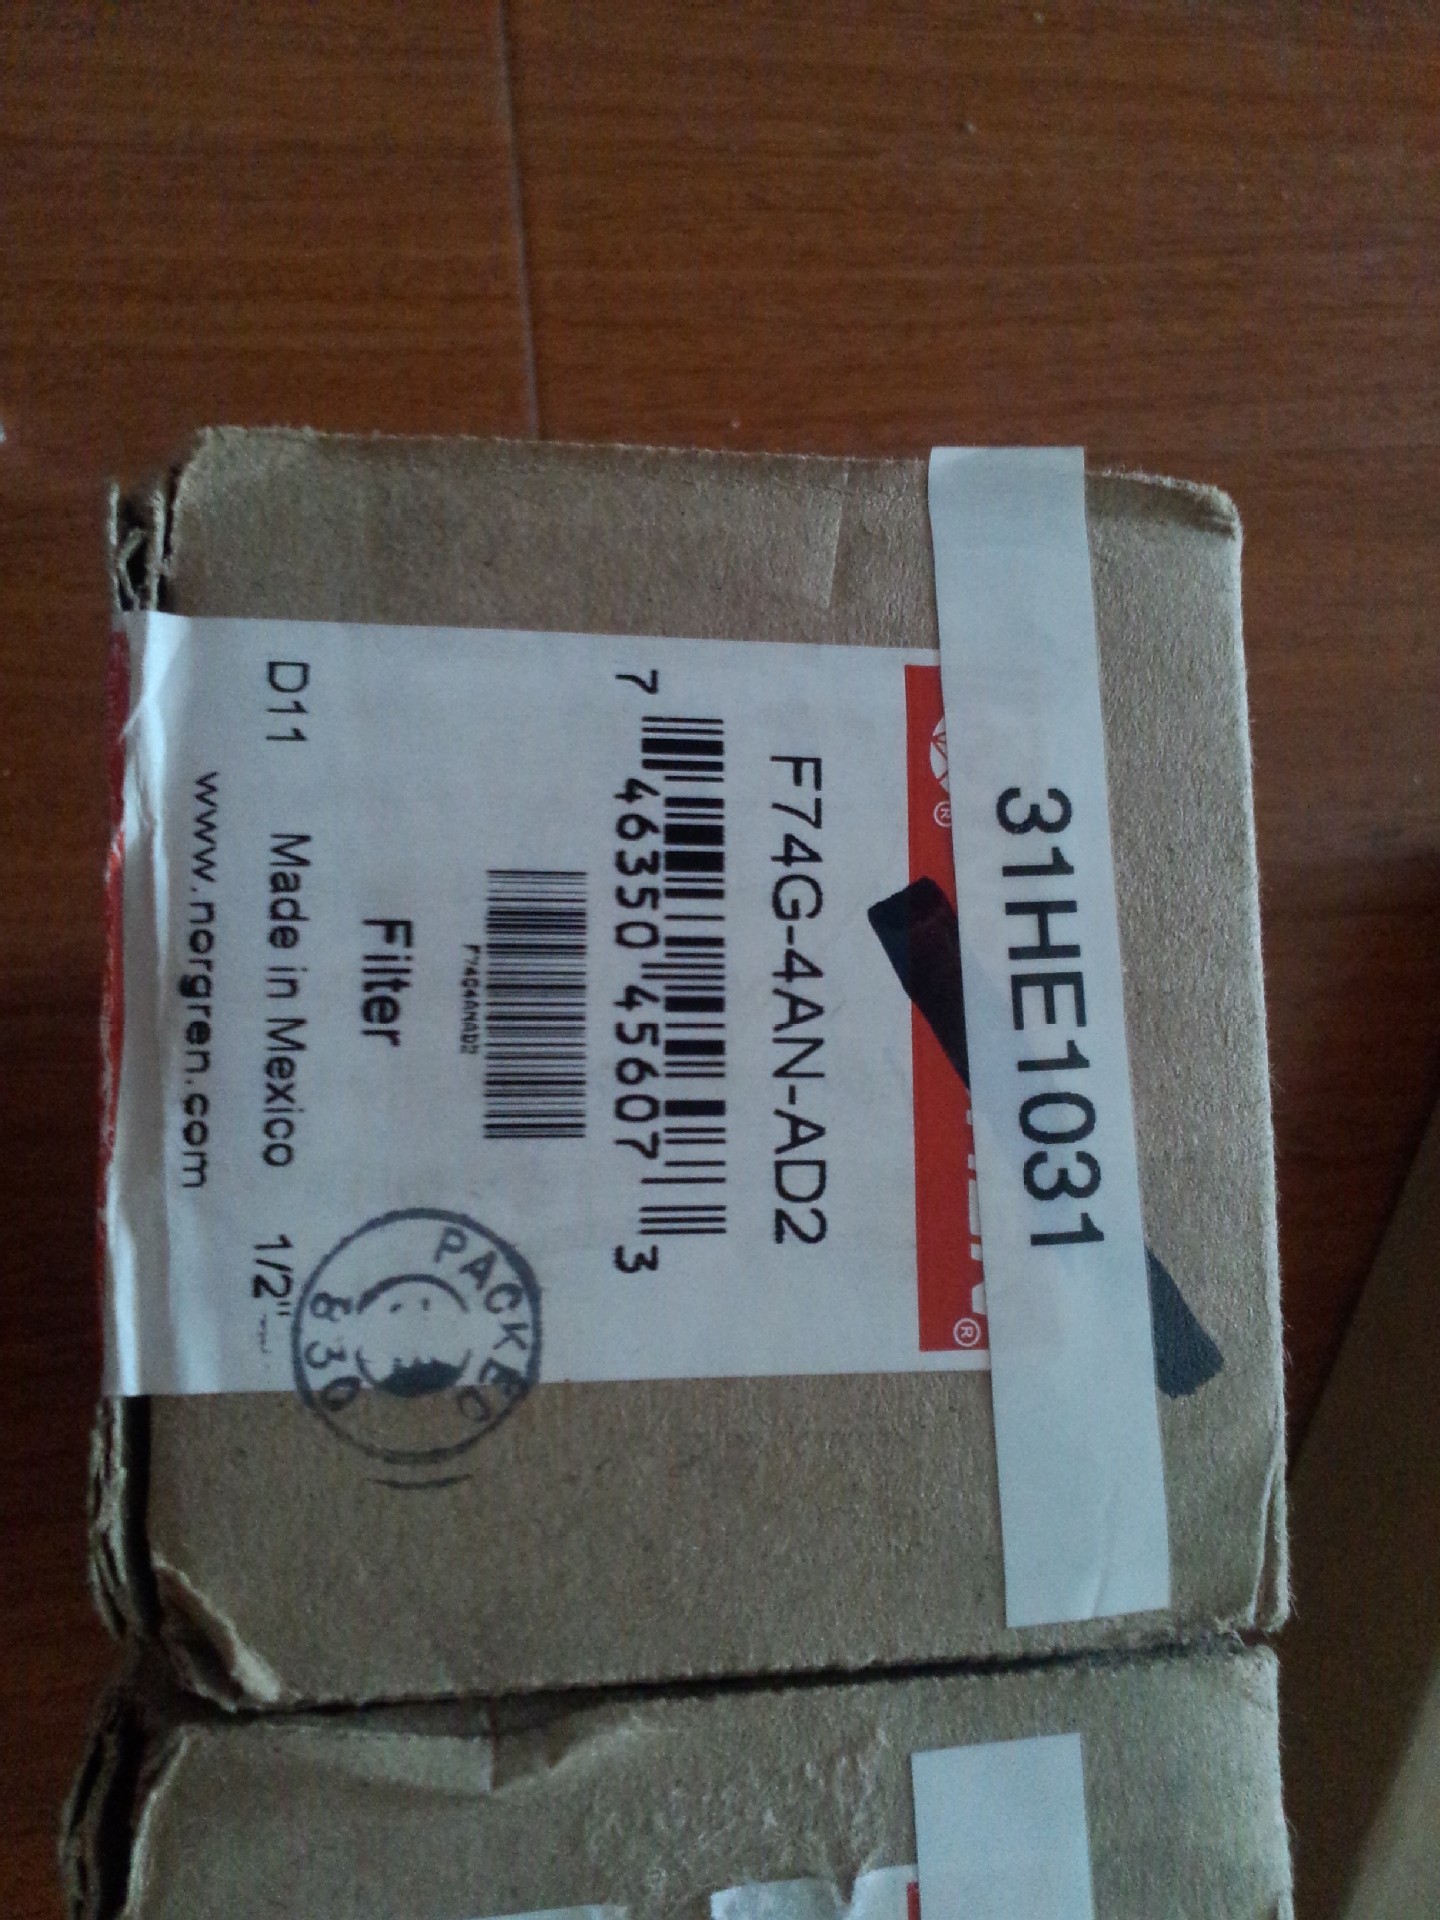 31HE1031
®
®
F74G-4AN-AD2
7 46350 45607 3
F74G4ANAD2
Filter
D11 Made in Mexico 1/2"
www.norgren.com
PACKED
830